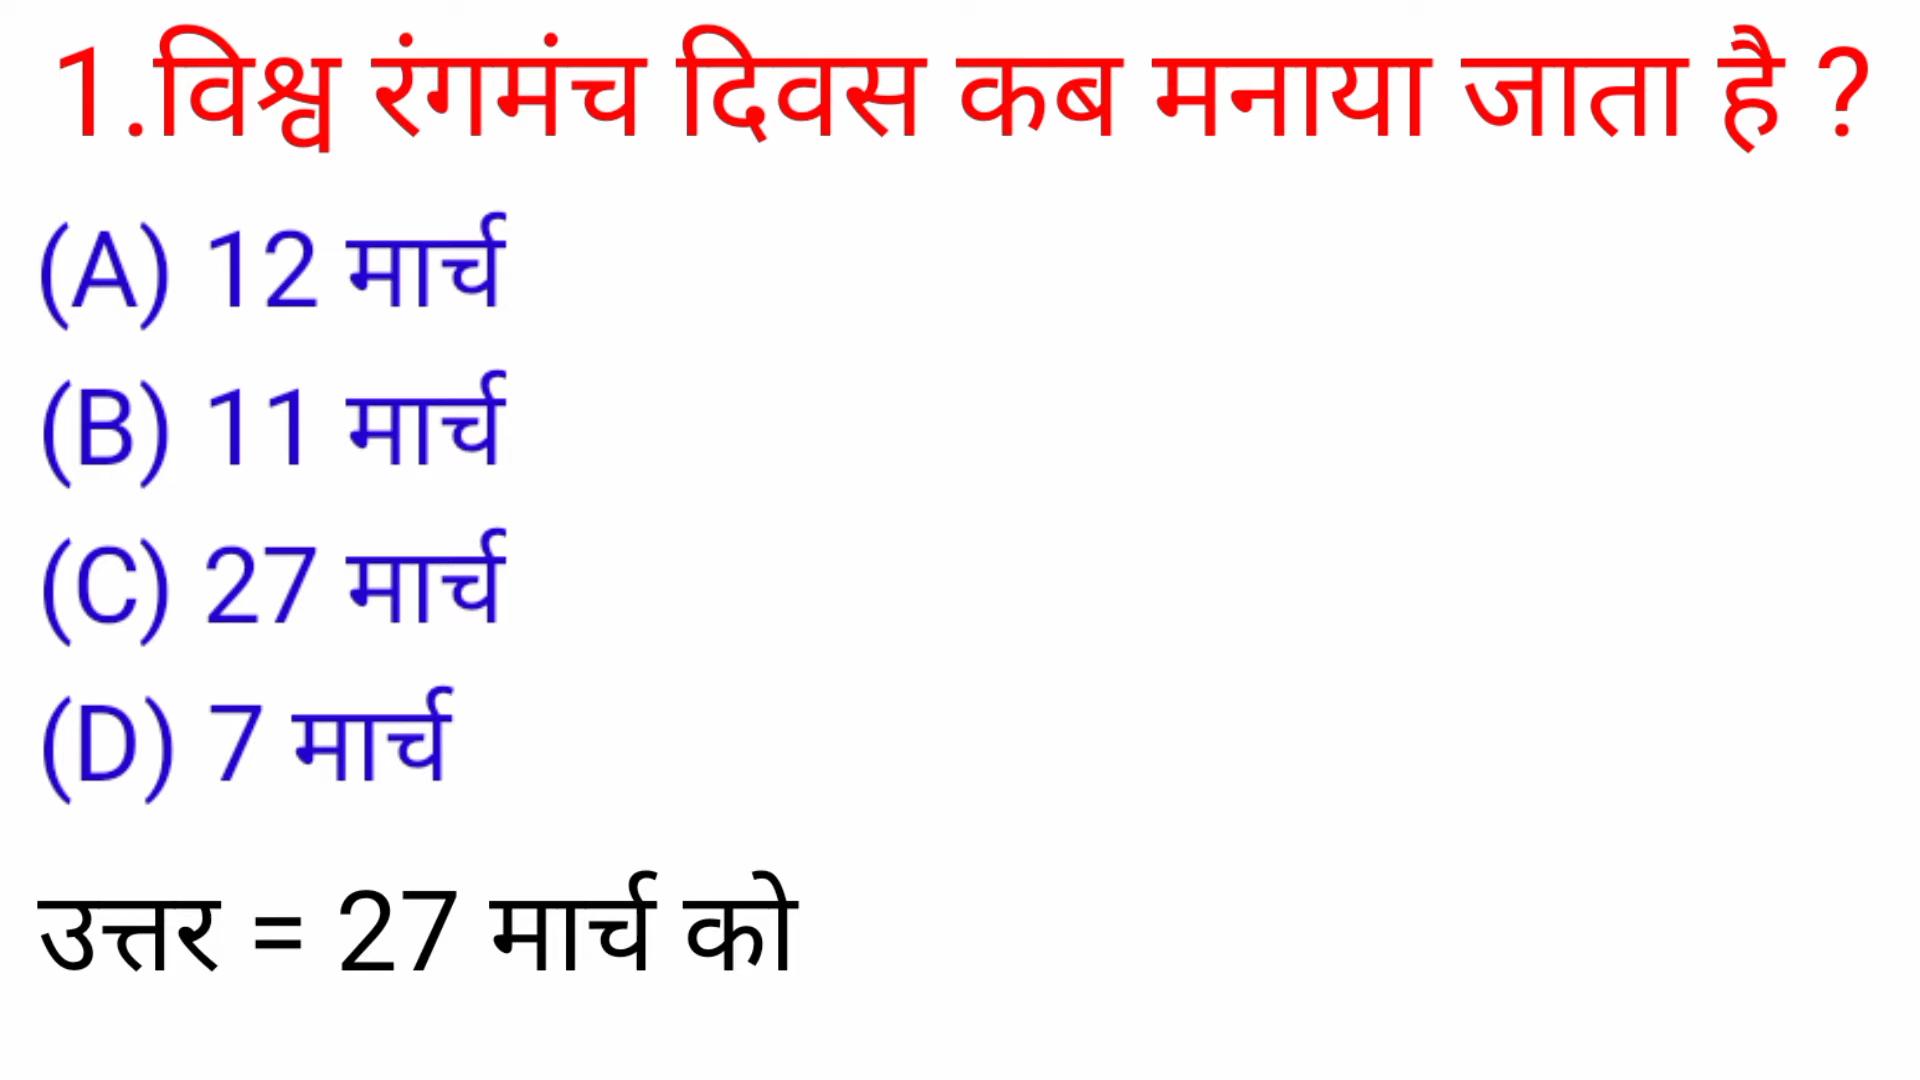 1.विश्व रंगमंच दिवस कब मनाया जाता है ?
(A) 12 मार्च
(B) 11 मार्च
(C) 27 मार्च
(D) 7 मार्च
उत्तर = 27 मार्च को